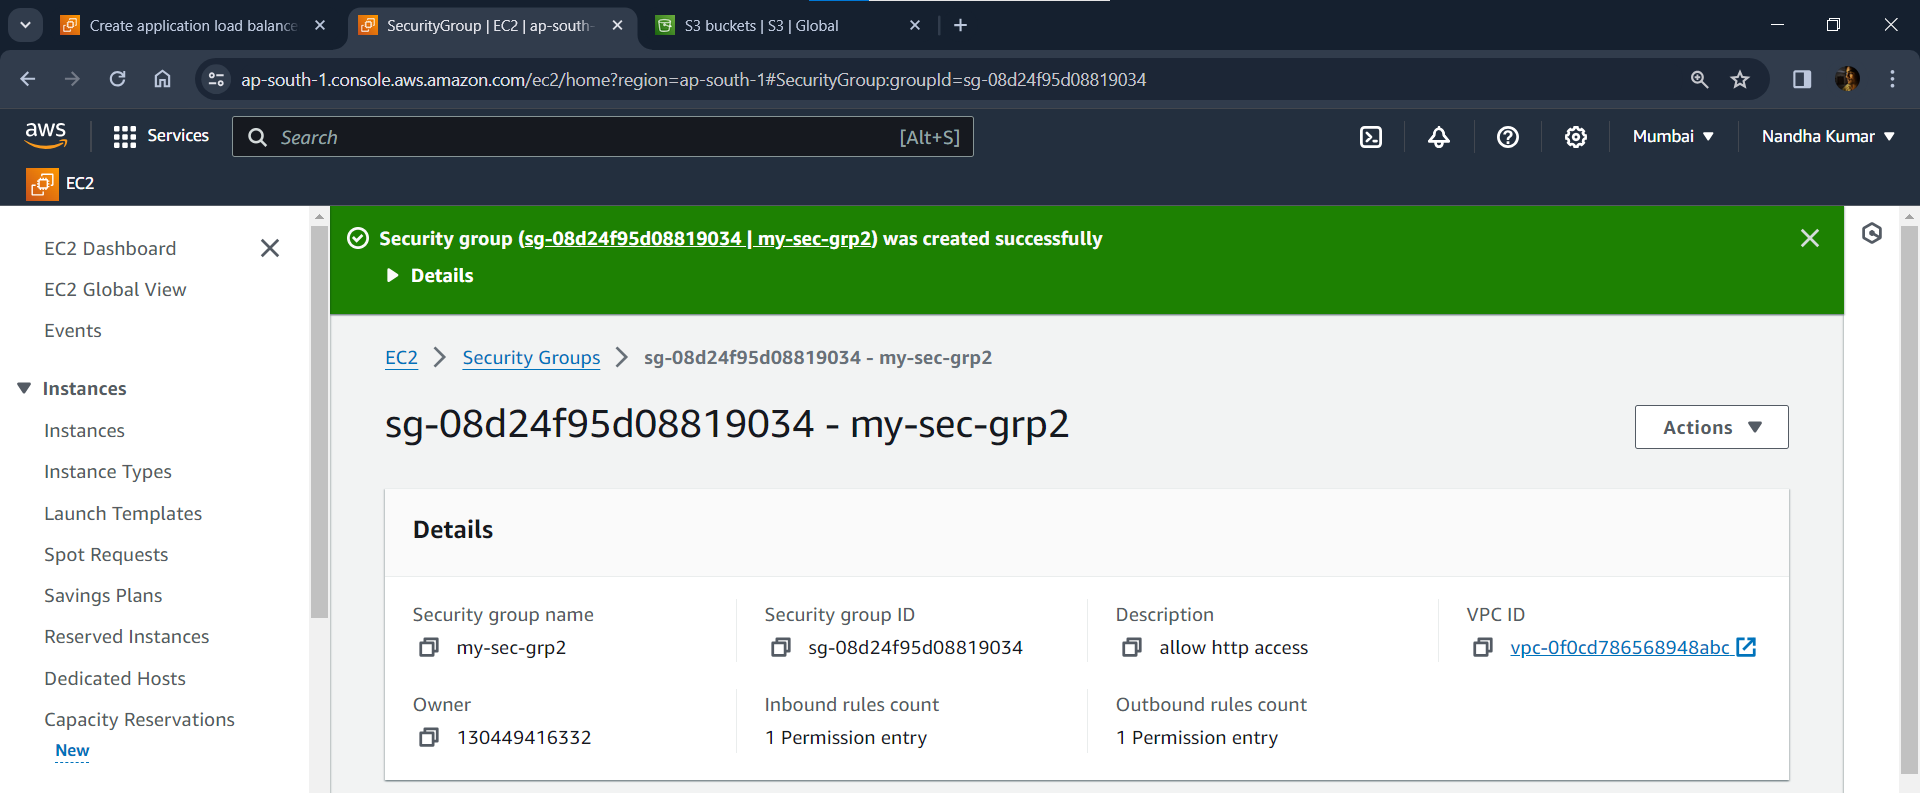 Create application load balance
SecurityGroup | EC2 | ap-south-
S3 buckets | S3 | Global
ap-south-1.console.aws.amazon.com/ec2/home?region=ap-south-1#SecurityGroup:groupId=sg-08d24f95d08819034
aws
Services
Search
[Alt+S]
Mumbai
Nandha Kumar
EC2
EC2 Dashboard
EC2 Global View
Events
Instances
Instances
Instance Types
Launch Templates
Spot Requests
Savings Plans
Reserved Instances
Dedicated Hosts
Capacity Reservations
New
Security group (sg-08d24f95d08819034 | my-sec-grp2) was created successfully
Details
EC2 > Security Groups > sg-08d24f95d08819034 - my-sec-grp2
sg-08d24f95d08819034 - my-sec-grp2
Actions
Details
Security group name
my-sec-grp2
Security group ID
sg-08d24f95d08819034
Description
allow http access
VPC ID
vpc-0f0cd786568948abc
Owner
130449416332
Inbound rules count
1 Permission entry
Outbound rules count
1 Permission entry